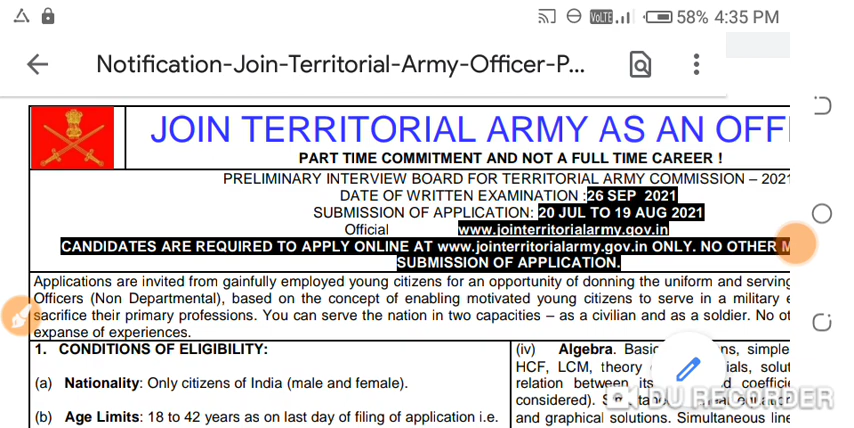 VoLTE 58% 4:35 PM
Notification-Join-Territorial-Army-Officer-P...
JOIN TERRITORIAL ARMY AS AN OFFI
PART TIME COMMITMENT AND NOT A FULL TIME CAREER !
PRELIMINARY INTERVIEW BOARD FOR TERRITORIAL ARMY COMMISSION – 2021
DATE OF WRITTEN EXAMINATION :26 SEP 2021
SUBMISSION OF APPLICATION: 20 JUL TO 19 AUG 2021
Official www.jointerritorialarmy.gov.in
CANDIDATES ARE REQUIRED TO APPLY ONLINE AT www.jointerritorialarmy.gov.in ONLY. NO OTHER
SUBMISSION OF APPLICATION.
Applications are invited from gainfully employed young citizens for an opportunity of donning the uniform and serving
Officers (Non Departmental), based on the concept of enabling motivated young citizens to serve in a military e
sacrifice their primary professions. You can serve the nation in two capacities – as a civilian and as a soldier. No ot
expanse of experiences.
1. CONDITIONS OF ELIGIBILITY:
(a) Nationality: Only citizens of India (male and female).
(b) Age Limits: 18 to 42 years as on last day of filing of application i.e.
(iv) Algebra. Basic ns, simple
HCF, LCM, theory solut
relation between its coeffici
considered).
and graphical solutions. Simultaneous line
DU RECORDER